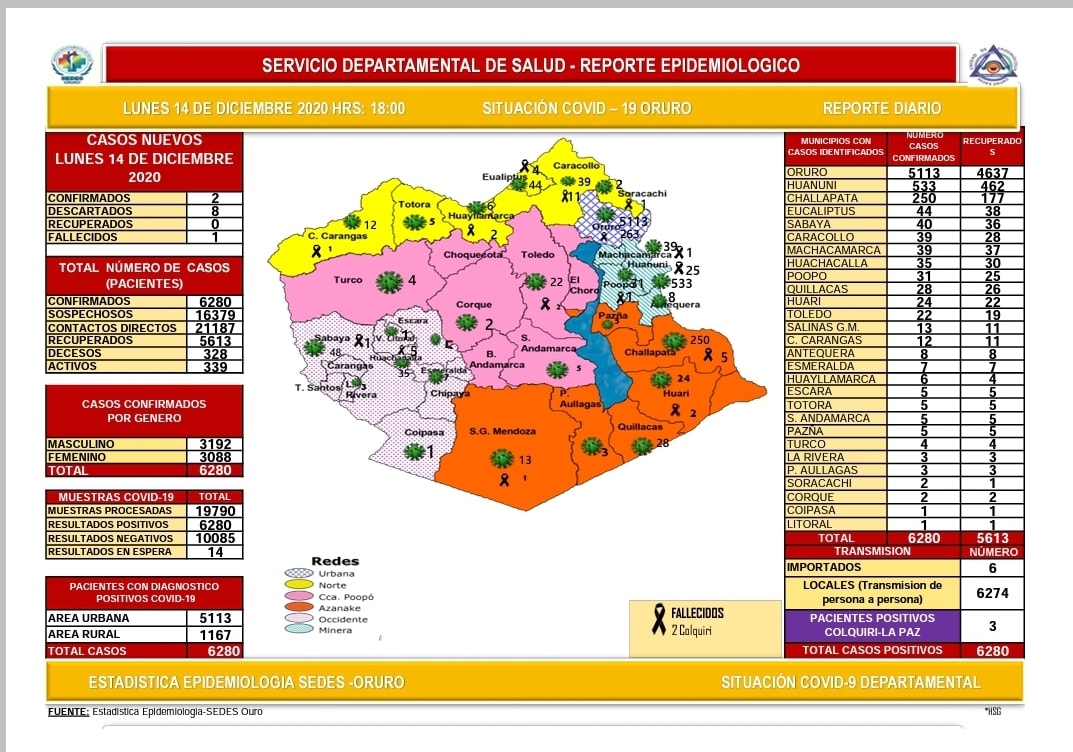 SERVICIO DEPARTAMENTAL DE SALUD - REPORTE EPIDEMIOLOGICO
LUNES 14 DE DICIEMBRE 2020 HRS: 18:00 SITUACIÓN COVID – 19 ORURO REPORTE DIARIO
CASOS NUEVOS
LUNES 14 DE DICIEMBRE
2020
CONFIRMADOS 2
DESCARTADOS 8
RECUPERADOS 0
FALLECIDOS 1
TOTAL NÚMERO DE CASOS
(PACIENTES)
CONFIRMADOS 6280
SOSPECHOSOS 16379
CONTACTOS DIRECTOS 21187
RECUPERADOS 5613
DECESOS 328
ACTIVOS 339
CASOS CONFIRMADOS
POR GENERO
MASCULINO 3192
FEMENINO 3088
TOTAL 6280
MUESTRAS COVID-19 TOTAL
MUESTRAS PROCESADAS 19790
RESULTADOS POSITIVOS 6280
RESULTADOS NEGATIVOS 10085
RESULTADOS EN ESPERA 14
PACIENTES CON DIAGNOSTICO
POSITIVOS COVID-19
AREA URBANA 5113
AREA RURAL 1167
TOTAL CASOS 6280
Caracollo
39
11
Eualiptus
4
44
Soracachi
2
1
Totora
5
Huayllamarca
6
2
C. Carangas
12
1
Oruro
5113
263
Machacamarca
39
1
Huanuni
25
533
Poopó
31
1
Antequera
8
Choquecota
Toledo
22
2
El
Choro
Turco
4
Corque
2
S.
Andamarca
5
B.
Andamarca
Pazña
5
Challapata
250
5
24
Huari
2
Quillacas
28
P.
Aullagas
3
S.G. Mendoza
13
1
Escara
V. Litoral
Sabaya
1
48
Huachacalla
35
Carangas
Esmeralda
7
T. Santos
L.
Rivera
3
Chipaya
Coipasa
1
Redes
Urbana
Norte
Cca. Poopó
Azanake
Occidente
Minera
FALLECIDOS
2 Colquiri
MUNICIPIOS CON
CASOS IDENTIFICADOS
NÚMERO
CASOS
CONFIRMADOS
RECUPERADO
S
ORURO 5113 4637
HUANUNI 533 462
CHALLAPATA 250 177
EUCALIPTUS 44 38
SABAYA 40 36
CARACOLLO 39 28
MACHACAMARCA 39 37
HUACHACALLA 35 30
POOPO 31 25
QUILLACAS 28 26
HUARI 24 22
TOLEDO 22 19
SALINAS G.M. 13 11
C. CARANGAS 12 11
ANTEQUERA 8 8
ESMERALDA 7 7
HUAYLLAMARCA 6 4
ESCARA 5 5
TOTORA 5 5
S. ANDAMARCA 5 5
PAZÑA 5 5
TURCO 4 4
LA RIVERA 3 3
P. AULLAGAS 3 3
SORACACHI 2 1
CORQUE 2 2
COIPASA 1 1
LITORAL 1 1
TOTAL 6280 5613
TRANSMISION NÚMERO
IMPORTADOS 6
LOCALES (Transmision de
persona a persona) 6274
PACIENTES POSITIVOS
COLQUIRI-LA PAZ 3
TOTAL CASOS POSITIVOS 6280
ESTADISTICA EPIDEMIOLOGIA SEDES -ORURO SITUACIÓN COVID-9 DEPARTAMENTAL
FUENTE: Estadistica Epidemiologia-SEDES Ouro
*HSG